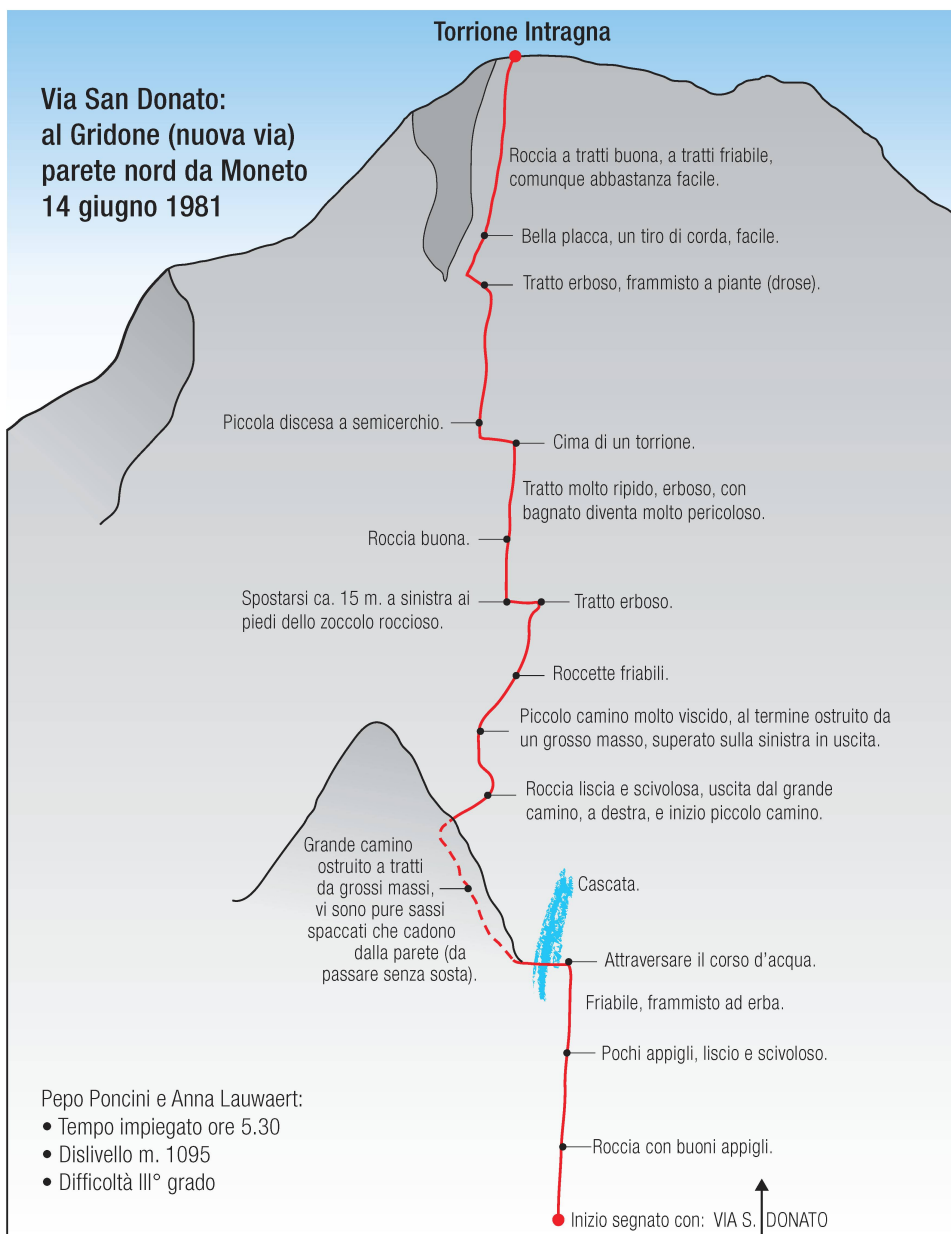 Torrione Intragna
Via San Donato:
al Gridone (nuova via)
parete nord da Moneto
14 giugno 1981
Roccia a tratti buona, a tratti friabile,
comunque abbastanza facile.
Bella placca, un tiro di corda, facile.
Tratto erboso, frammisto a piante (drose).
Piccola discesa a semicerchio.
Cima di un torrione.
Tratto molto ripido, erboso, con
bagnato diventa molto pericoloso.
Roccia buona.
Spostarsi ca. 15 m. a sinistra ai
piedi dello zoccolo roccioso.
Tratto erboso.
Roccette friabili.
Piccolo camino molto viscido, al termine ostruito da
un grosso masso, superato sulla sinistra in uscita.
Roccia liscia e scivolosa, uscita dal grande
camino, a destra, e inizio piccolo camino.
Grande camino
ostruito a tratti
da grossi massi,
vi sono pure sassi
spaccati che cadono
dalla parete (da
passare senza sosta).
Cascata.
Attraversare il corso d'acqua.
Friabile, frammisto ad erba.
Pochi appigli, liscio e scivoloso.
Roccia con buoni appigli.
Inizio segnato con: VIA S. DONATO
Pepo Poncini e Anna Lauwaert:
• Tempo impiegato ore 5.30
• Dislivello m. 1095
• Difficoltà III° grado